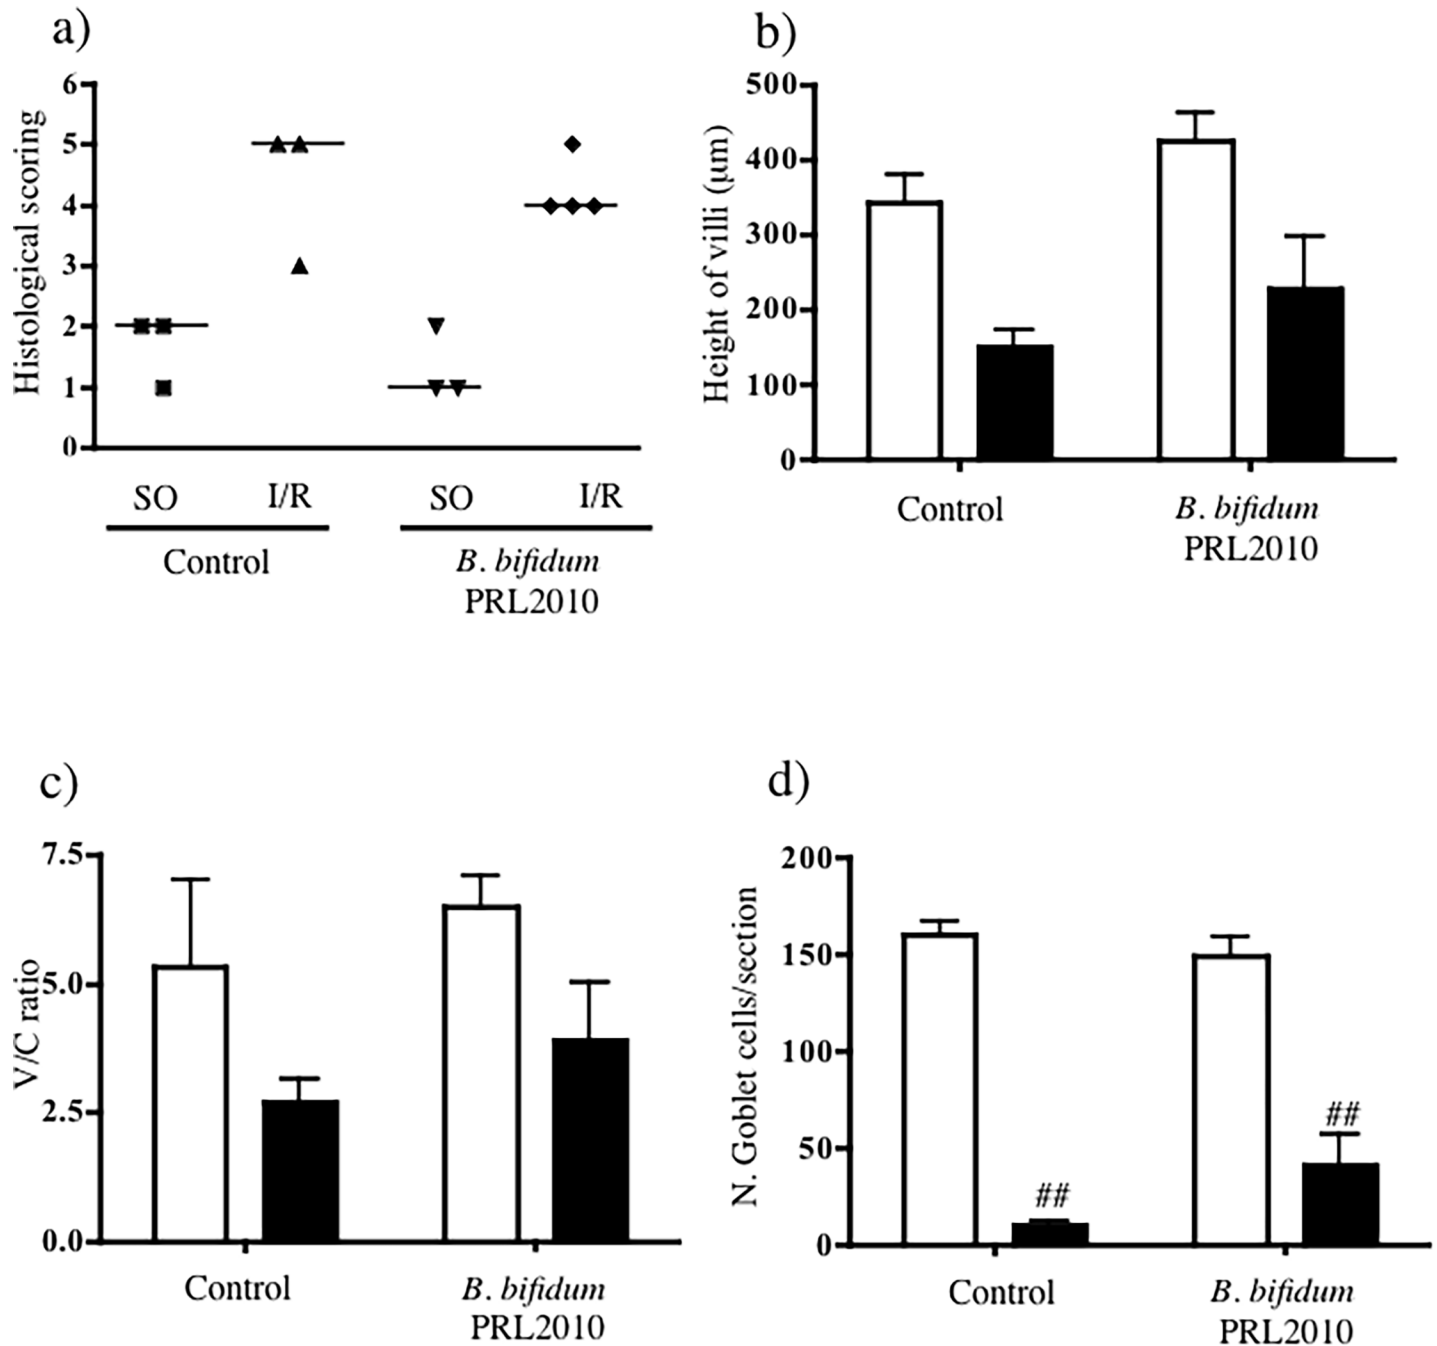 a)
Histological scoring
6
5
4
3
2
1
0
SO I/R SO I/R
Control
B. bifidum
PRL2010
b)
Height of villi (µm)
500
400
300
200
100
0
Control
B. bifidum
PRL2010
c)
V/C ratio
7.5
5.0
2.5
0.0
Control
B. bifidum
PRL2010
d)
N. Goblet cells/section
200
150
100
50
0
##
##
Control
B. bifidum
PRL2010